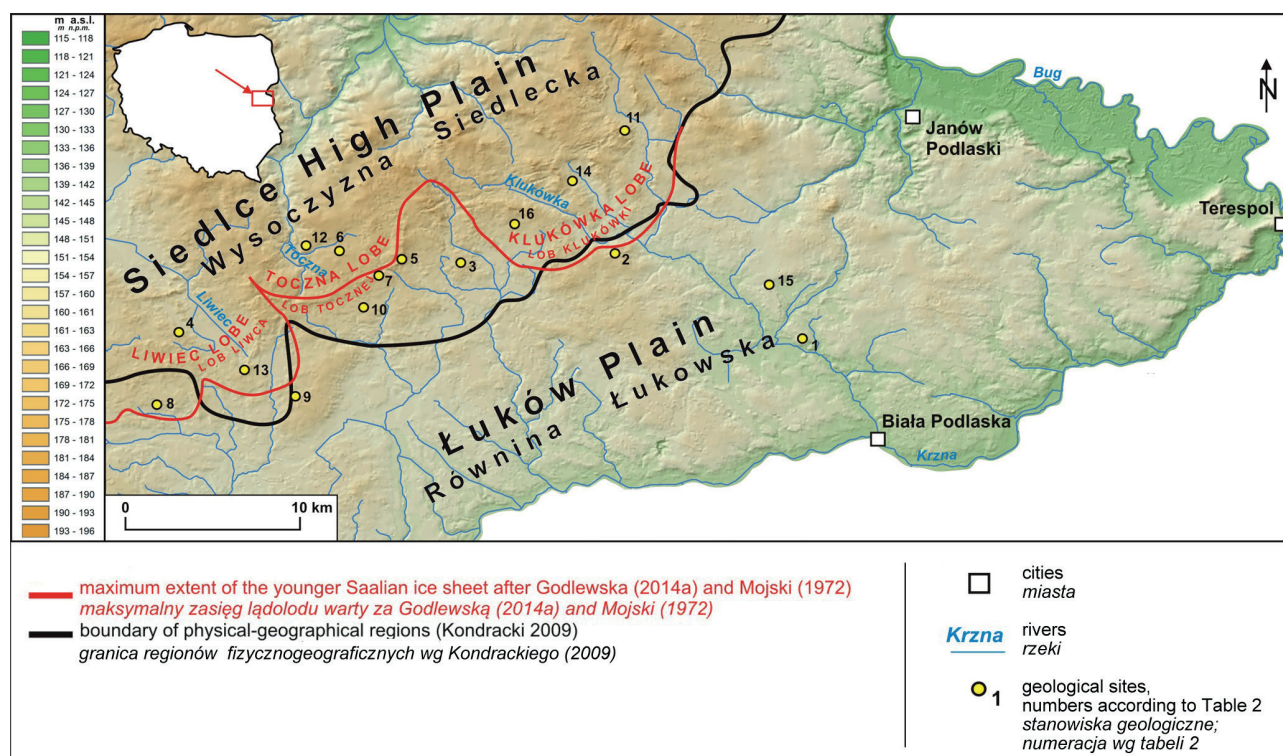 m a.s.l.
m n.p.m.
115 - 118
118 - 121
121 - 124
124 - 127
127 - 130
130 - 133
133 - 136
136 - 139
139 - 142
142 - 145
145 - 148
148 - 151
151 - 154
154 - 157
157 - 160
160 - 161
161 - 163
163 - 166
166 - 169
169 - 172
172 - 175
175 - 178
178 - 181
181 - 184
184 - 187
187 - 190
190 - 193
193 - 196
Siedlce High Plain
Wysoczyzna Siedlecka
Łuków Plain
Równina Łukowska
Bug
N
Janów
Podlaski
Terespol
Biała Podlaska
Krzna
Klukówka
KLUKÓWKA LOBE
LOB KLUKÓWKI
Toczna
TOCZNA LOBE
LOB TOCZNEJ
Liwiec
LIWIEC LOBE
LOB LIWCA
11
14
16
12
6
5
3
2
7
10
15
1
4
13
9
8
0 10 km
maximum extent of the younger Saalian ice sheet after Godlewska (2014a) and Mojski (1972)
maksymalny zasięg lądolodu warty za Godlewską (2014a) and Mojski (1972)
boundary of physical-geographical regions (Kondracki 2009)
granica regionów fizycznogeograficznych wg Kondrackiego (2009)
cities
miasta
Krzna
rivers
rzeki
1
geological sites,
numbers according to Table 2
stanowiska geologiczne;
numeracja wg tabeli 2